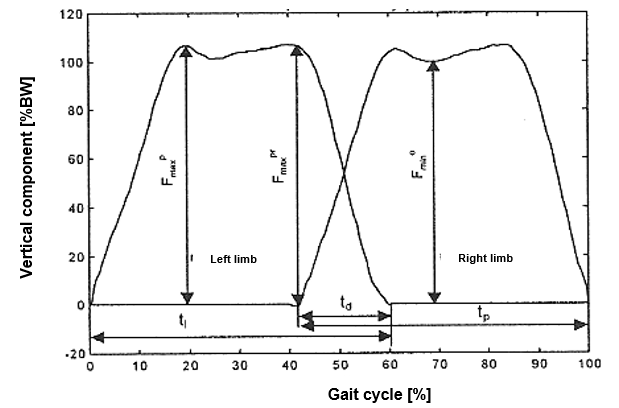 120
100
80
60
40
20
0
-20
Vertical component [%BW]
F max p
F max pr
F min o
Left limb
Right limb
t l
t d
t p
0 10 20 30 40 50 60 70 80 90 100
Gait cycle [%]